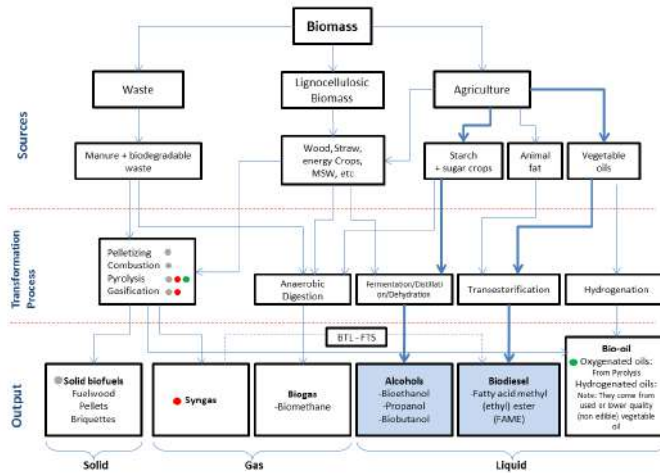 Biomass
Waste
Lignocellulosic
Biomass
Agriculture
Sources
Manure + biodegradable
waste
Wood, Straw,
energy Crops,
MSW, etc
Starch
+ sugar crops
Animal
fat
Vegetable
oils
Transformation
Process
Pelletizing
Combustion
Pyrolysis
Gasification
Anaerobic
Digestion
Fermentation/Distillati
on/Dehydration
Transesterification
Hydrogenation
BTL - FTS
Output
Solid biofuels
Fuelwood
Pellets
Briquettes
Syngas
Biogas
-Biomethane
Alcohols
-Bioethanol
-Propanol
-Biobutanol
Biodiesel
-Fatty acid methyl
(ethyl) ester
(FAME)
Bio-oil
Oxygenated oils:
From Pyrolysis
Hydrogenated oils:
Note: They come from
used or lower quality
(non edible) vegetable
oil
Solid
Gas
Liquid